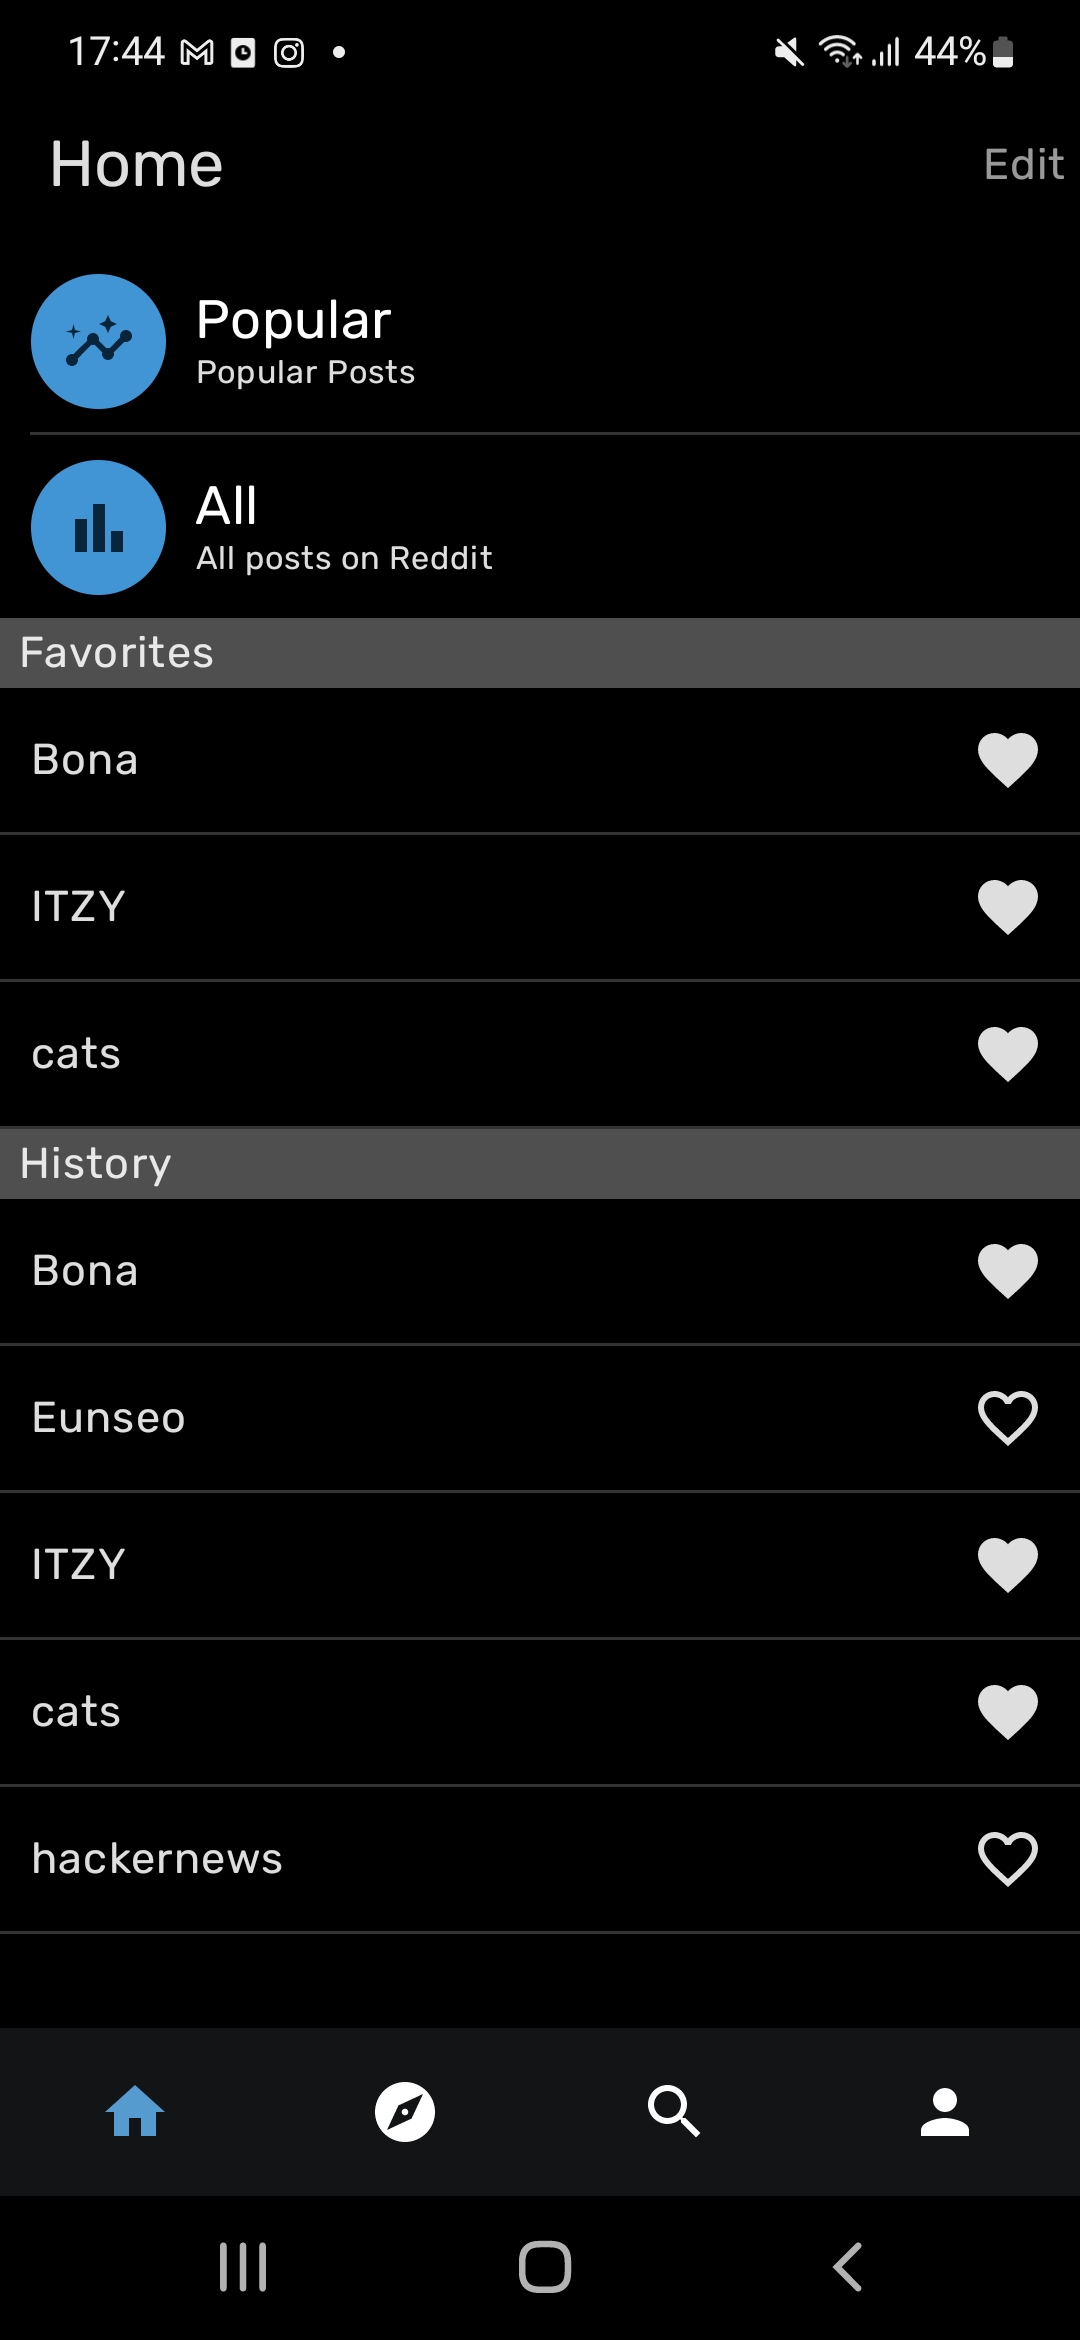 17:44
44%
Home
Edit
Popular
Popular Posts
All
All posts on Reddit
Favorites
Bona
ITZY
cats
History
Bona
Eunseo
ITZY
cats
hackernews